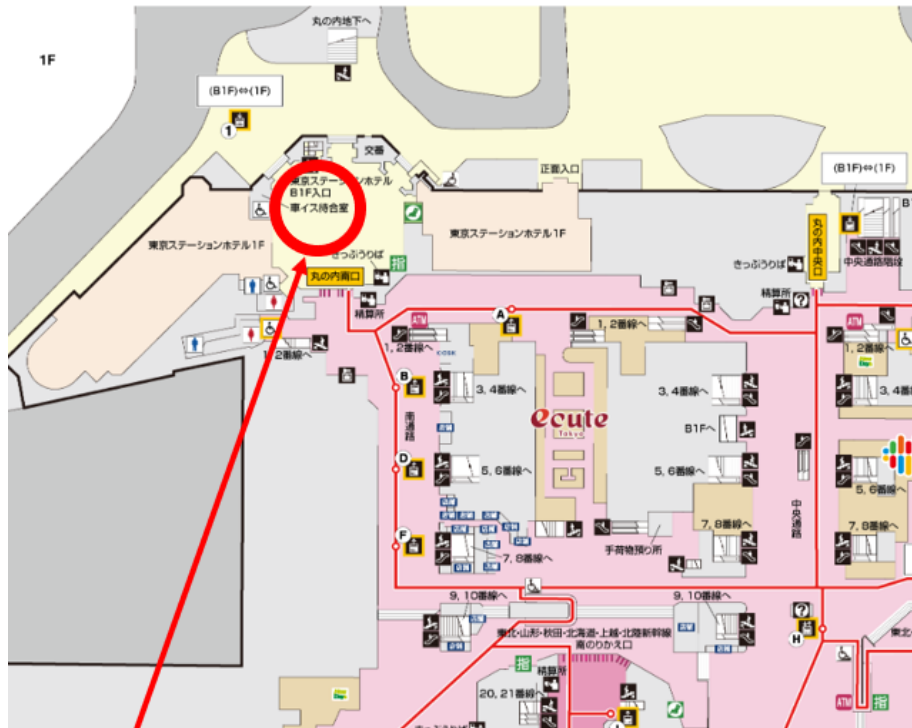 丸の内地下へ
1F
(B1F)⇔(1F)
1
交番
東京ステーションホテル
B1F入口
車イス待合室
正面入口
(B1F)⇔(1F)
東京ステーションホテル1F
東京ステーションホテル1F
きっぷうりば
指
丸の内南口
精算所
きっぷうりば
丸の内中央口
中央通路階段
精算所
?
ATM
A
1, 2番線へ
ATM
1, 2番線へ
1, 2番線へ
1, 2番線へ
B
3, 4番線へ
3, 4番線へ
3, 4番線へ
南通路
ecute
Tokyo
B1Fへ
D
5, 6番線へ
5, 6番線へ
5, 6番線へ
中央通路
F
7, 8番線へ
手荷物預り所
7, 8番線へ
7, 8番線へ
9, 10番線へ
9, 10番線へ
?
H
東北・山形・秋田・北海道・上越・北陸新幹線
南のりかえ口
東北
指
精算所
20, 21番線へ
ATM
指
きっぷうりば